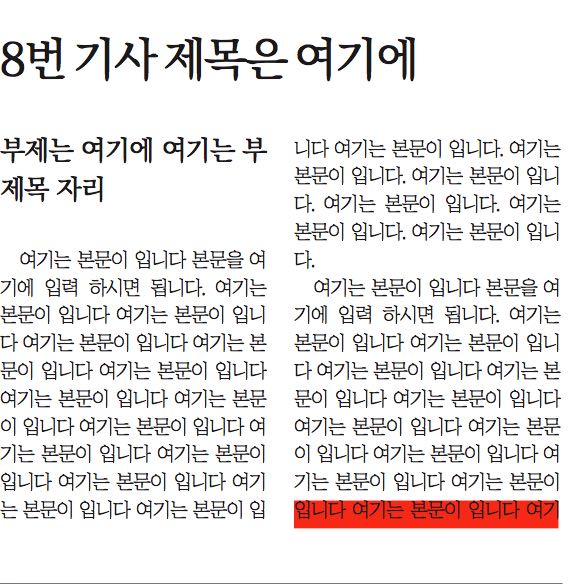 8번 기사 제목은 여기에
부제는 여기에 여기는 부
제목 자리
여기는 본문이 입니다 본문을 여
기에 입력 하시면 됩니다. 여기는
본문이 입니다 여기는 본문이 입니
다 여기는 본문이 입니다 여기는 본
문이 입니다 여기는 본문이 입니다
여기는 본문이 입니다 여기는 본문
이 입니다 여기는 본문이 입니다 여
기는 본문이 입니다 여기는 본문이
입니다 여기는 본문이 입니다 여기
는 본문이 입니다 여기는 본문이 입
니다 여기는 본문이 입니다. 여기는
본문이 입니다. 여기는 본문이 입니
다. 여기는 본문이 입니다. 여기는
본문이 입니다. 여기는 본문이 입니
다.
여기는 본문이 입니다 본문을 여
기에 입력 하시면 됩니다. 여기는
본문이 입니다 여기는 본문이 입니
다 여기는 본문이 입니다 여기는 본
문이 입니다 여기는 본문이 입니다
여기는 본문이 입니다 여기는 본문
이 입니다 여기는 본문이 입니다 여
기는 본문이 입니다 여기는 본문이
입니다 여기는 본문이 입니다 여기